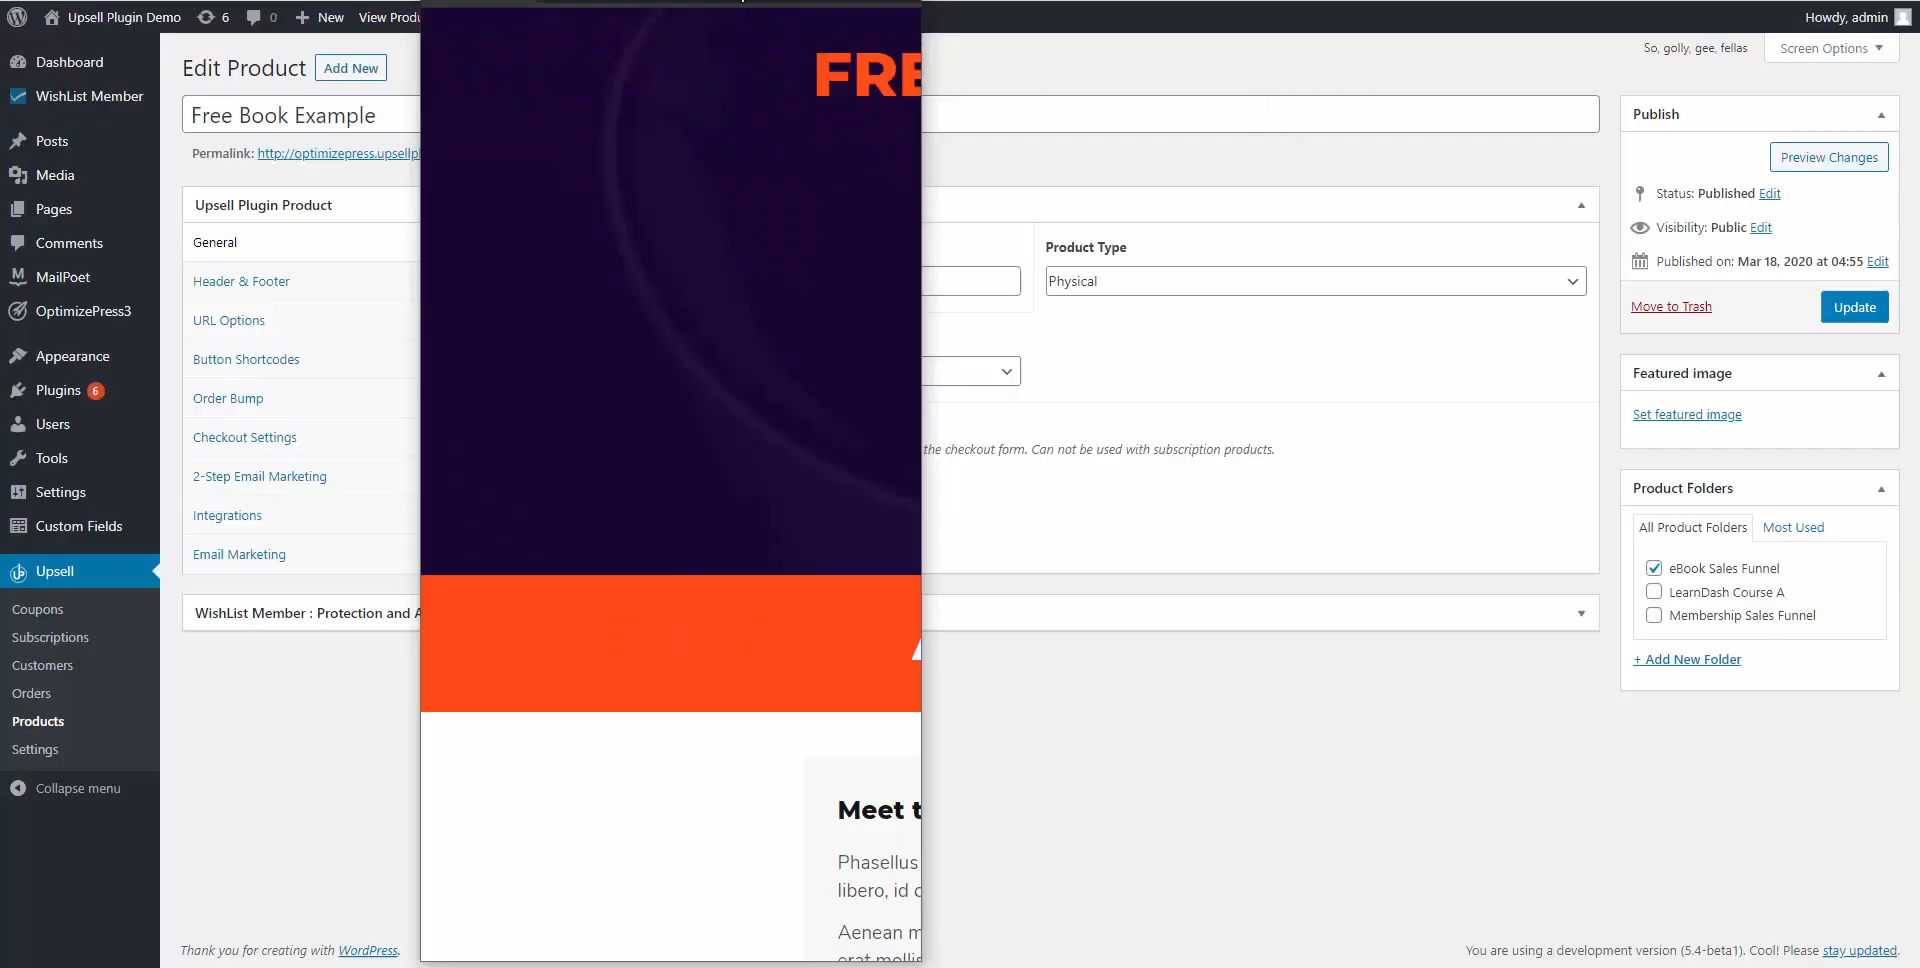 Upsell Plugin Demo 6 0 New View Produ Howdy, admin
Dashboard
WishList Member
Posts
Media
Pages
Comments
MailPoet
OptimizePress3
Appearance
Plugins 6
Users
Tools
Settings
Custom Fields
Upsell
Coupons
Subscriptions
Customers
Orders
Products
Settings
Collapse menu
So, golly, gee, fellas
Screen Options
Edit Product Add New
Free Book Example
Permalink: http://optimizepress.upsellpl
Upsell Plugin Product
General
Header & Footer
URL Options
Button Shortcodes
Order Bump
Checkout Settings
2-Step Email Marketing
Integrations
Email Marketing
Product Type
Physical
the checkout form. Can not be used with subscription products.
WishList Member : Protection and A
FRE
A
Meet t
Phasellus
libero, id c
Aenean m
erat mollis
Publish
Preview Changes
Status: Published Edit
Visibility: Public Edit
Published on: Mar 18, 2020 at 04:55 Edit
Move to Trash
Update
Featured image
Set featured image
Product Folders
All Product Folders Most Used
eBook Sales Funnel
LearnDash Course A
Membership Sales Funnel
+ Add New Folder
Thank you for creating with WordPress.
You are using a development version (5.4-beta1). Cool! Please stay updated.